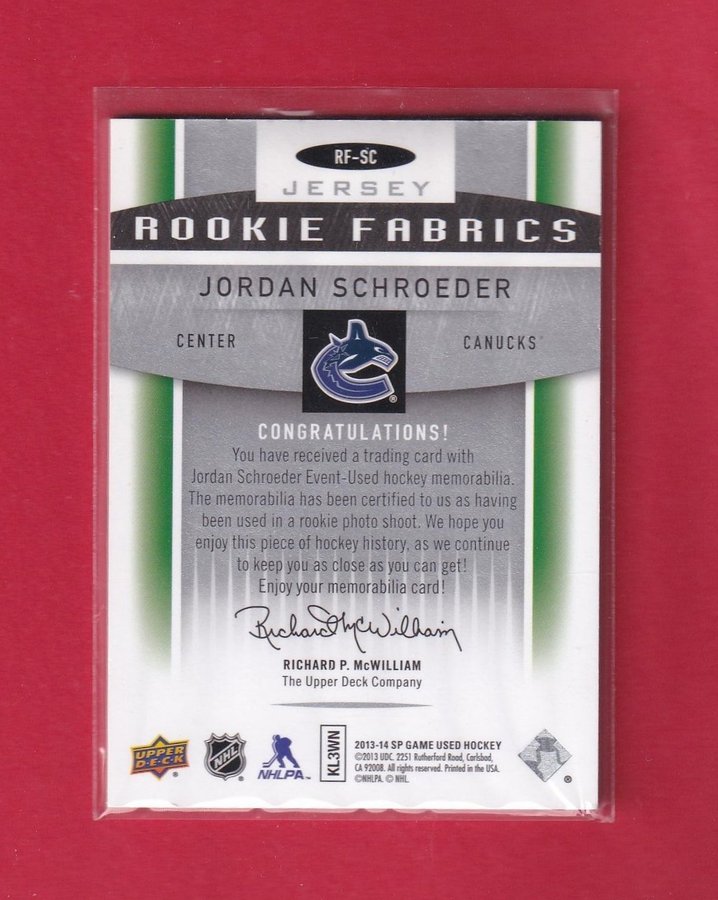 RF-SC
JERSEY
ROOKIE FABRICS
JORDAN SCHROEDER
CENTER
CANUCKS
®
CONGRATULATIONS!
You have received a trading card with
Jordan Schroeder Event-Used hockey memorabilia.
The memorabilia has been certified to us as having
been used in a rookie photo shoot. We hope you
enjoy this piece of hockey history, as we continue
to keep you as close as you can get!
Enjoy your memorabilia card!
Richard McWilliam
RICHARD P. McWILLIAM
The Upper Deck Company
UPPER DECK ®
NHL ®
NHLPA™
KL3WN
2013-14 SP GAME USED HOCKEY
©2013 UDC. 2251 Rutherford Road, Carlsbad,
CA 92008. All rights reserved. Printed in the USA.
©NHLPA. © NHL.
®